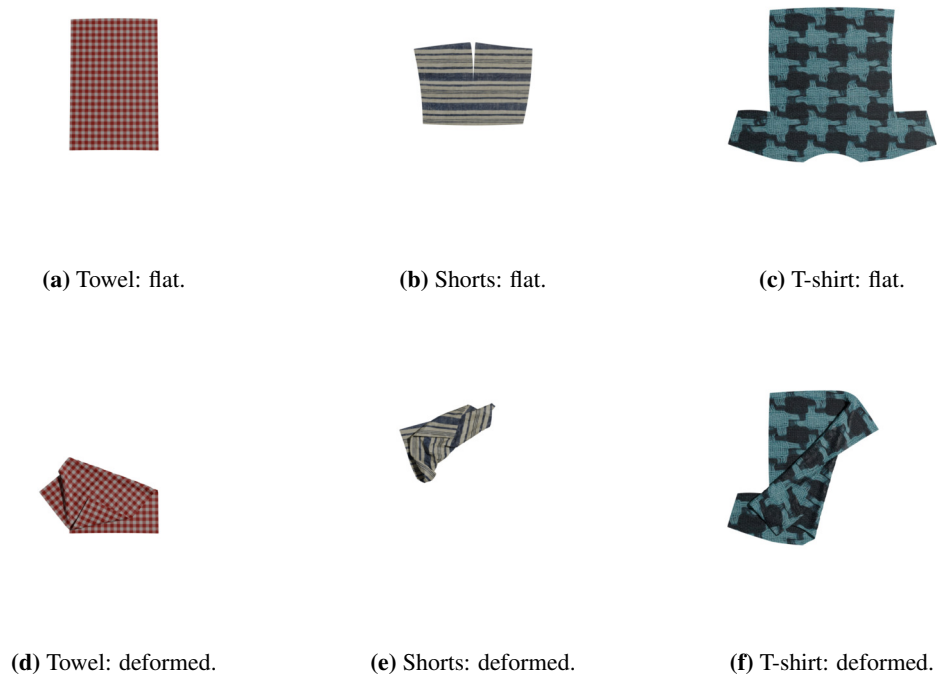 (a) Towel: flat.
(b) Shorts: flat.
(c) T-shirt: flat.
(d) Towel: deformed.
(e) Shorts: deformed.
(f) T-shirt: deformed.